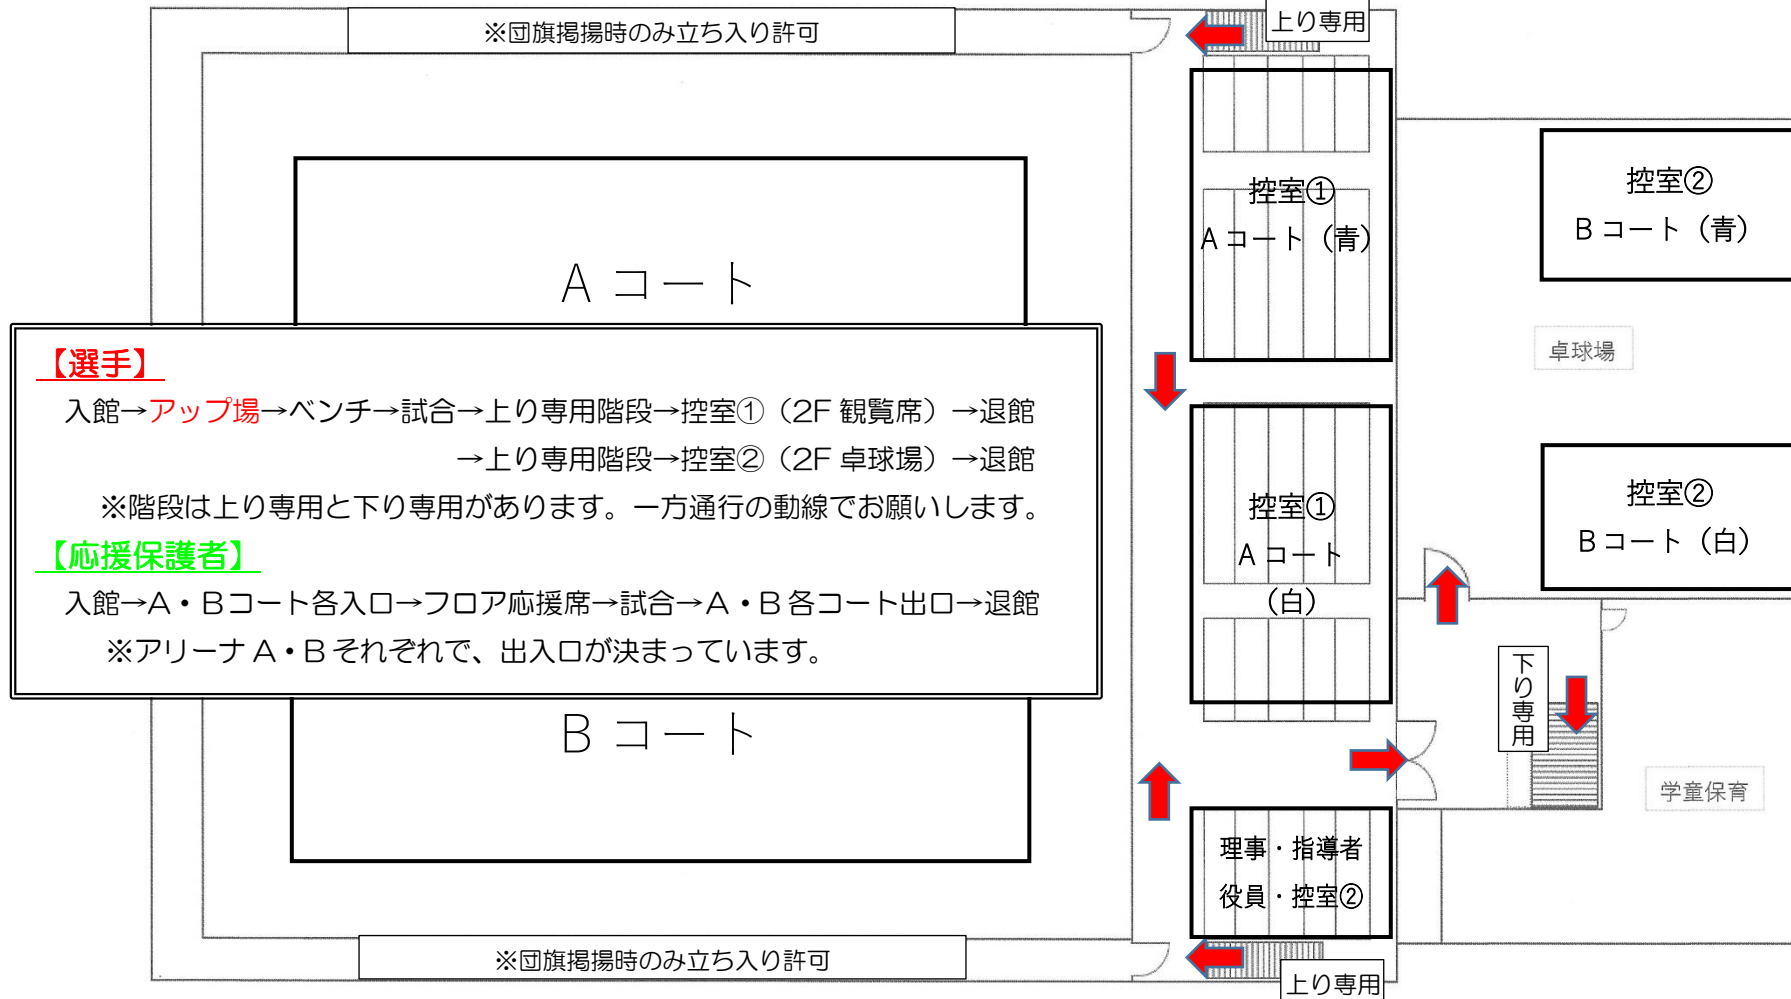 ※団旗掲揚時のみ立ち入り許可
上り専用
控室①
Aコート（青）
控室②
Bコート（青）
Aコート
卓球場
【選手】
入館→アップ場→ベンチ→試合→上り専用階段→控室①（2F 観覧席）→退館
→上り専用階段→控室②（2F 卓球場）→退館
※階段は上り専用と下り専用があります。一方通行の動線でお願いします。
【応援保護者】
入館→A・Bコート各入口→フロア応援席→試合→A・B各コート出口→退館
※アリーナA・Bそれぞれで、出入口が決まっています。
控室①
Aコート
（白）
控室②
Bコート（白）
下り専用
Bコート
学童保育
理事・指導者
役員・控室②
※団旗掲揚時のみ立ち入り許可
上り専用